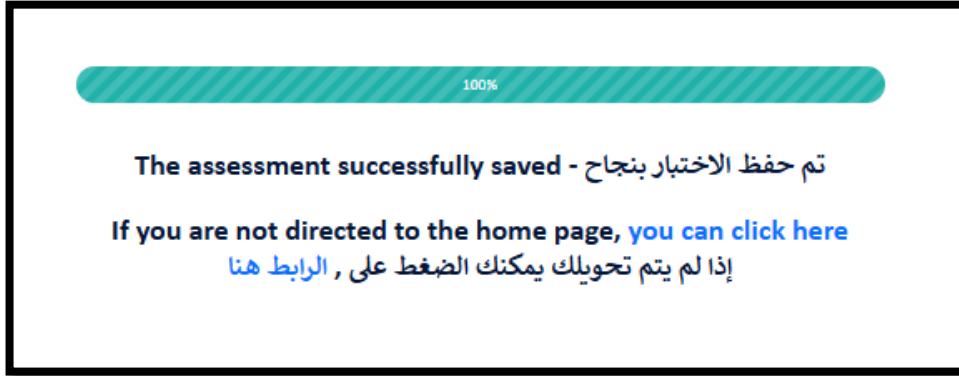 100%
The assessment successfully saved - تم حفظ الاختبار بنجاح
If you are not directed to the home page, you can click here
إذا لم يتم تحويلك يمكنك الضغط على , الرابط هنا